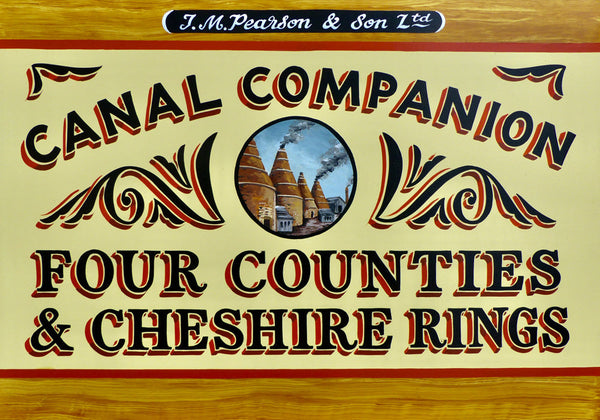 J.M.Pearson & Son Ltd
CANAL COMPANION
FOUR COUNTIES
& CHESHIRE RINGS